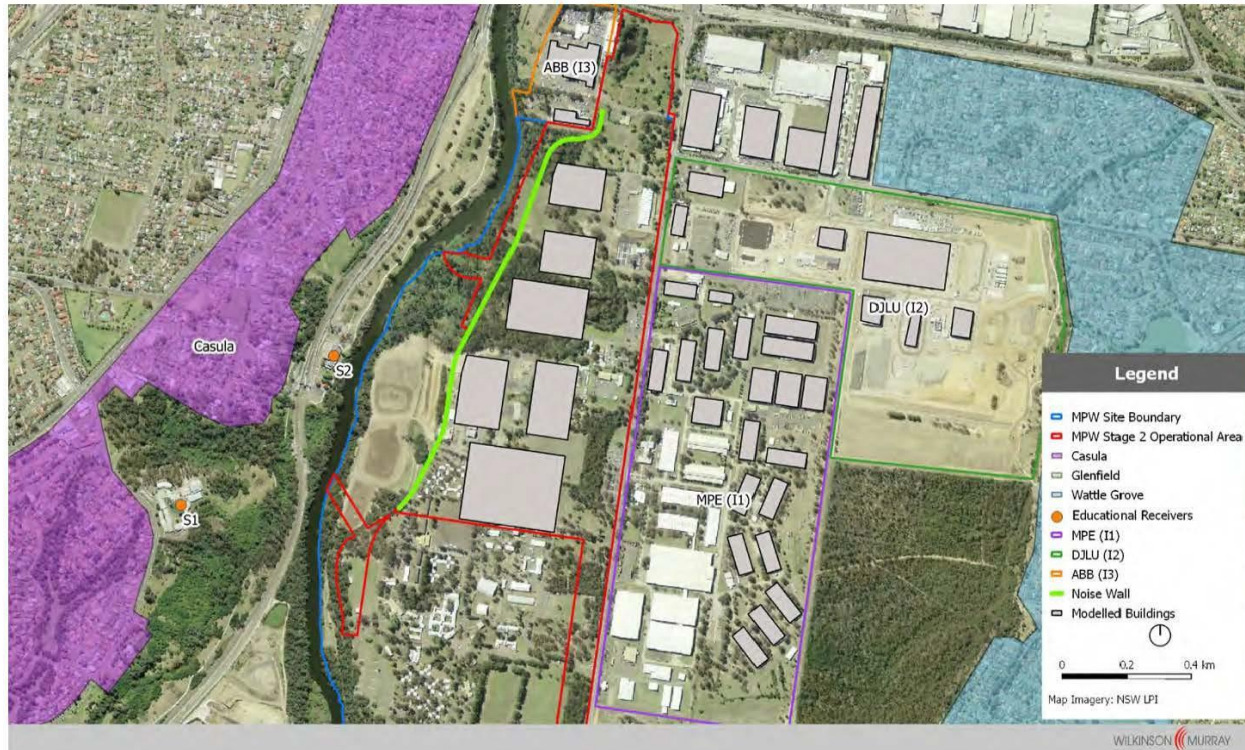 ABB (I3)
Casula
DJLU (I2)
S2
S1
MPE (I1)
Legend
MPW Site Boundary
MPW Stage 2 Operational Area
Casula
Glenfield
Wattle Grove
Educational Receivers
MPE (I1)
DJLU (I2)
ABB (I3)
Noise Wall
Modelled Buildings
0 0.2 0.4 km
Map Imagery: NSW LPI
WILKINSON MURRAY